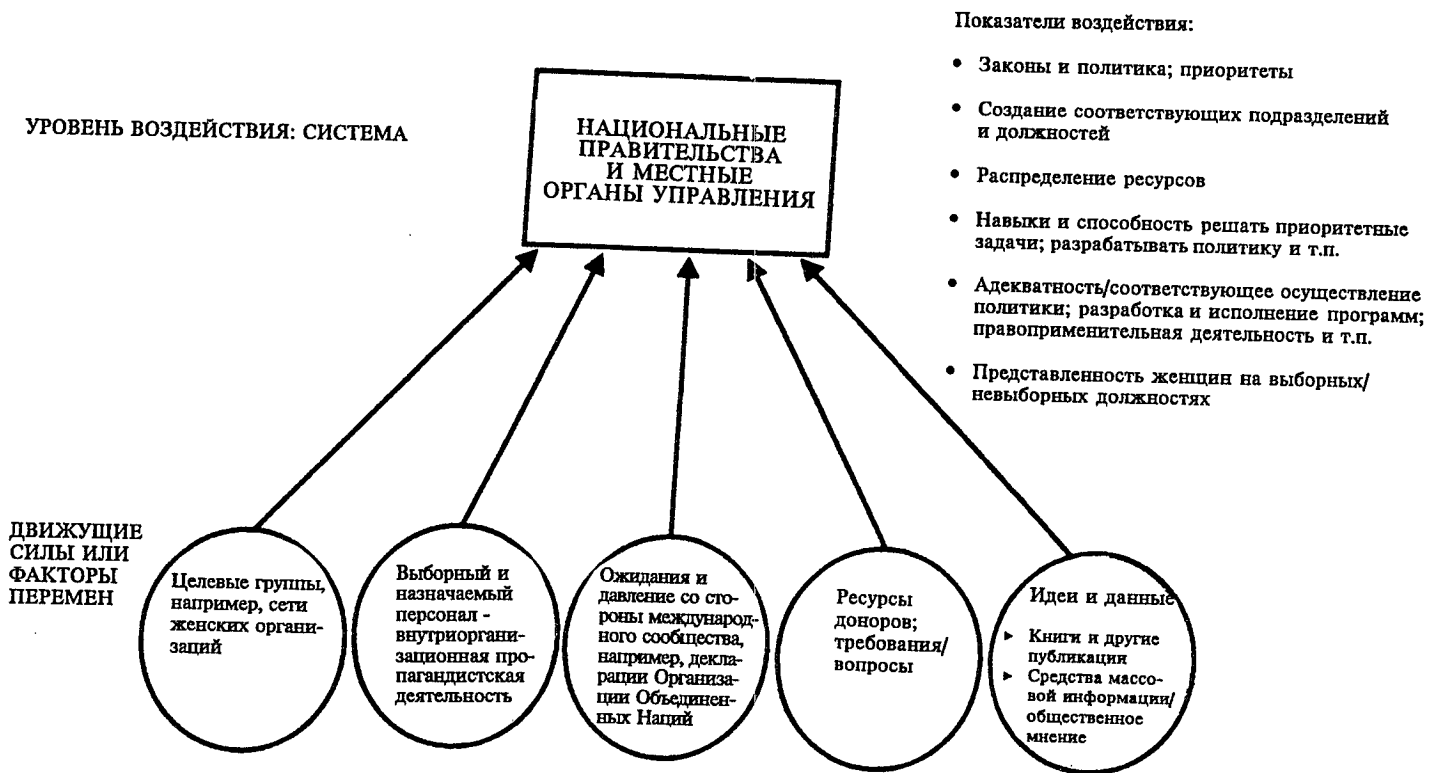 Показатели воздействия:
• Законы и политика; приоритеты
• Создание соответствующих подразделений
и должностей
• Распределение ресурсов
• Навыки и способность решать приоритетные
задачи; разрабатывать политику и т.п.
• Адекватность/соответствующее осуществление
политики; разработка и исполнение программ;
правоприменительная деятельность и т.п.
• Представленность женщин на выборных/
невыборных должностях
УРОВЕНЬ ВОЗДЕЙСТВИЯ: СИСТЕМА
НАЦИОНАЛЬНЫЕ
ПРАВИТЕЛЬСТВА
И МЕСТНЫЕ
ОРГАНЫ УПРАВЛЕНИЯ
ДВИЖУЩИЕ
СИЛЫ ИЛИ
ФАКТОРЫ
ПЕРЕМЕН
Целевые группы,
например, сети
женских органи-
заций
Выборный и
назначаемый
персонал -
внутриоргани-
зационная про-
пагандистская
деятельность
Ожидания и
давление со сто-
роны международ-
ного сообщества,
например, декла-
рации Организа-
ции Объединен-
ных Наций
Ресурсы
доноров;
требования/
вопросы
Идеи и данные
► Книги и другие
публикации
► Средства массо-
вой информации/
общественное
мнение